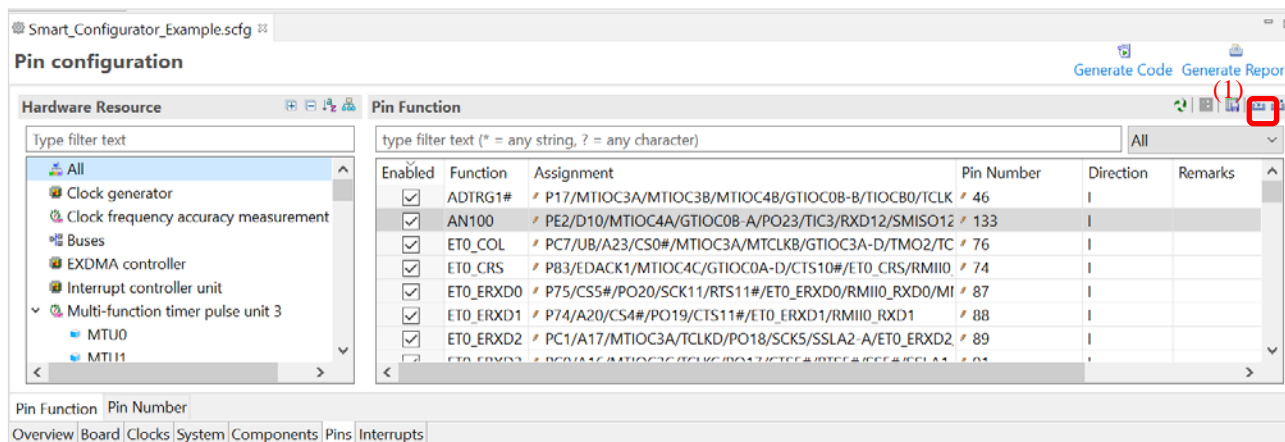 Smart_Configurator_Example.scfg
Pin configuration
Generate Code Generate Repor
(1)
Hardware Resource
Pin Function
Type filter text
type filter text (* = any string, ? = any character)
All
All
Clock generator
Clock frequency accuracy measurement
Buses
EXDMA controller
Interrupt controller unit
Multi-function timer pulse unit 3
MTU0
MTU1
Enabled Function Assignment Pin Number Direction Remarks
ADTRG1# P17/MTIOC3A/MTIOC3B/MTIOC4B/GTIOC0B-B/TIOCB0/TCLK 46 I
AN100 PE2/D10/MTIOC4A/GTIOC0B-A/PO23/TIC3/RXD12/SMISO12 133 I
ET0_COL PC7/UB/A23/CS0#/MTIOC3A/MTCLKB/GTIOC3A-D/TMO2/TC 76 I
ET0_CRS P83/EDACK1/MTIOC4C/GTIOC0A-D/CTS10#/ET0_CRS/RMII0_ 74 I
ET0_ERXD0 P75/CS5#/PO20/SCK11/RTS11#/ET0_ERXD0/RMII0_RXD0/MI 87 I
ET0_ERXD1 P74/A20/CS4#/PO19/CTS11#/ET0_ERXD1/RMII0_RXD1 88 I
ET0_ERXD2 PC1/A17/MTIOC3A/TCLKD/PO18/SCK5/SSLA2-A/ET0_ERXD2 89 I
Pin Function Pin Number
Overview Board Clocks System Components Pins Interrupts